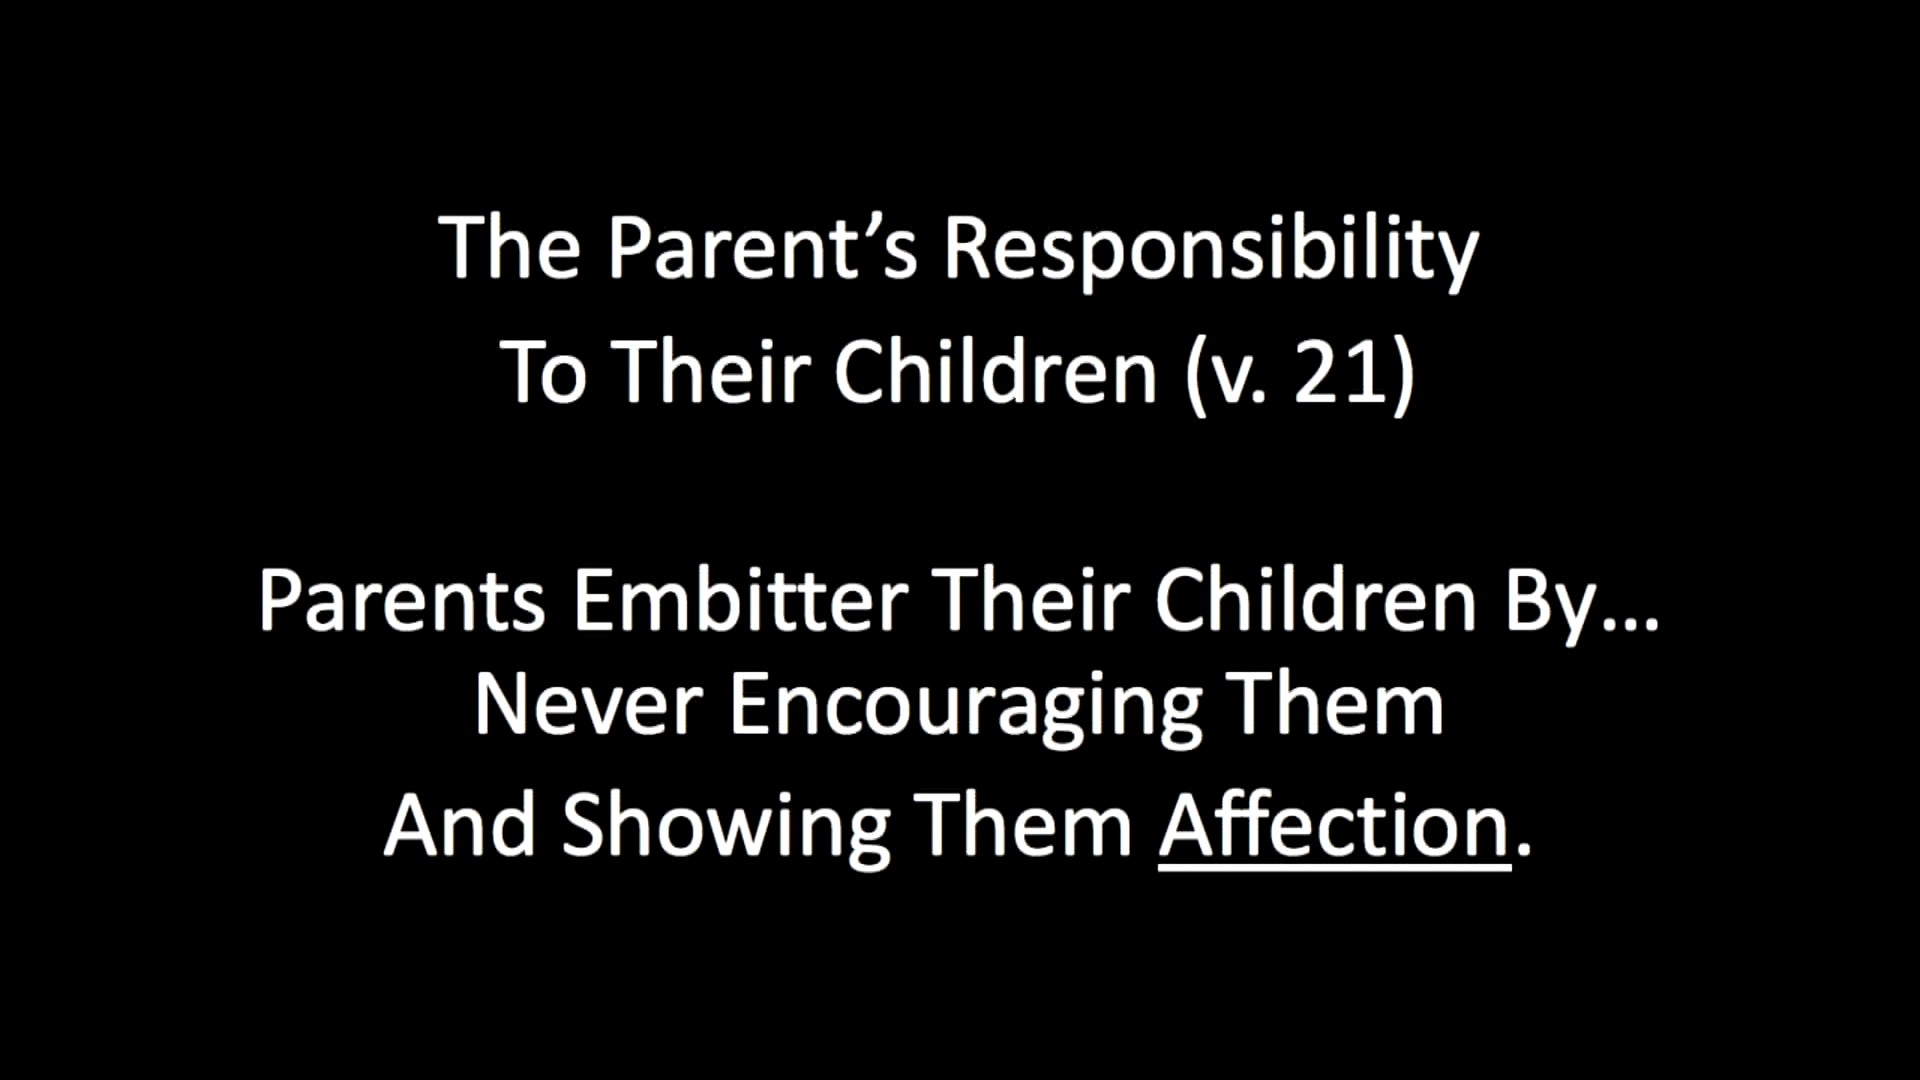 The Parent’s Responsibility
To Their Children (v. 21)
Parents Embitter Their Children By...
Never Encouraging Them
And Showing Them Affection.